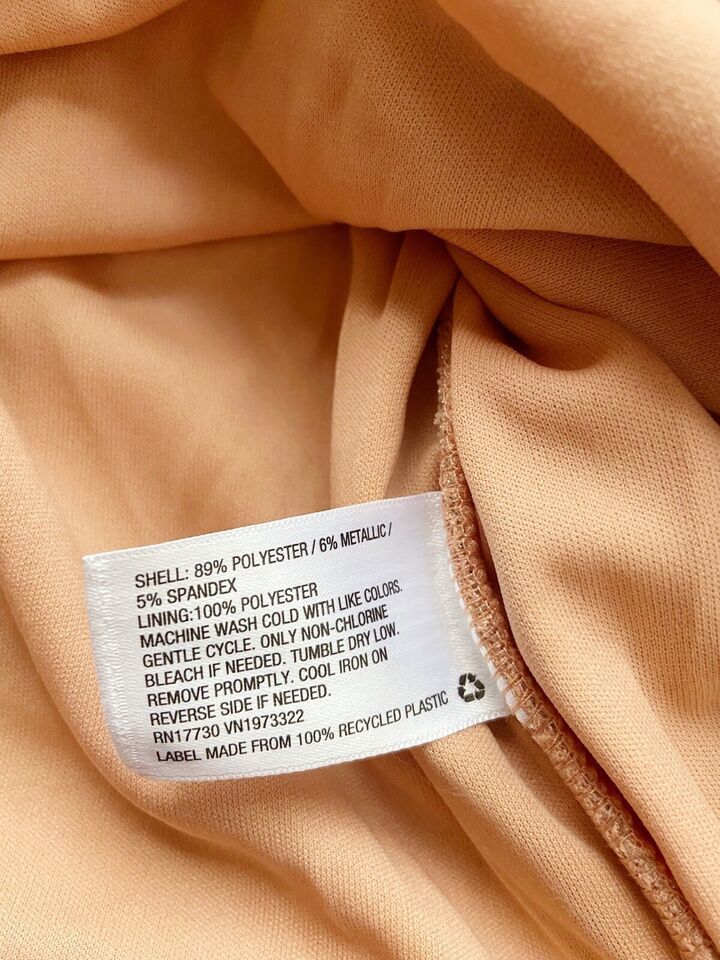 SHELL: 89% POLYESTER / 6% METALLIC /
5% SPANDEX
LINING:100% POLYESTER
MACHINE WASH COLD WITH LIKE COLORS.
GENTLE CYCLE. ONLY NON-CHLORINE
BLEACH IF NEEDED. TUMBLE DRY LOW.
REMOVE PROMPTLY. COOL IRON ON
REVERSE SIDE IF NEEDED.
RN17730 VN1973322
LABEL MADE FROM 100% RECYCLED PLASTIC